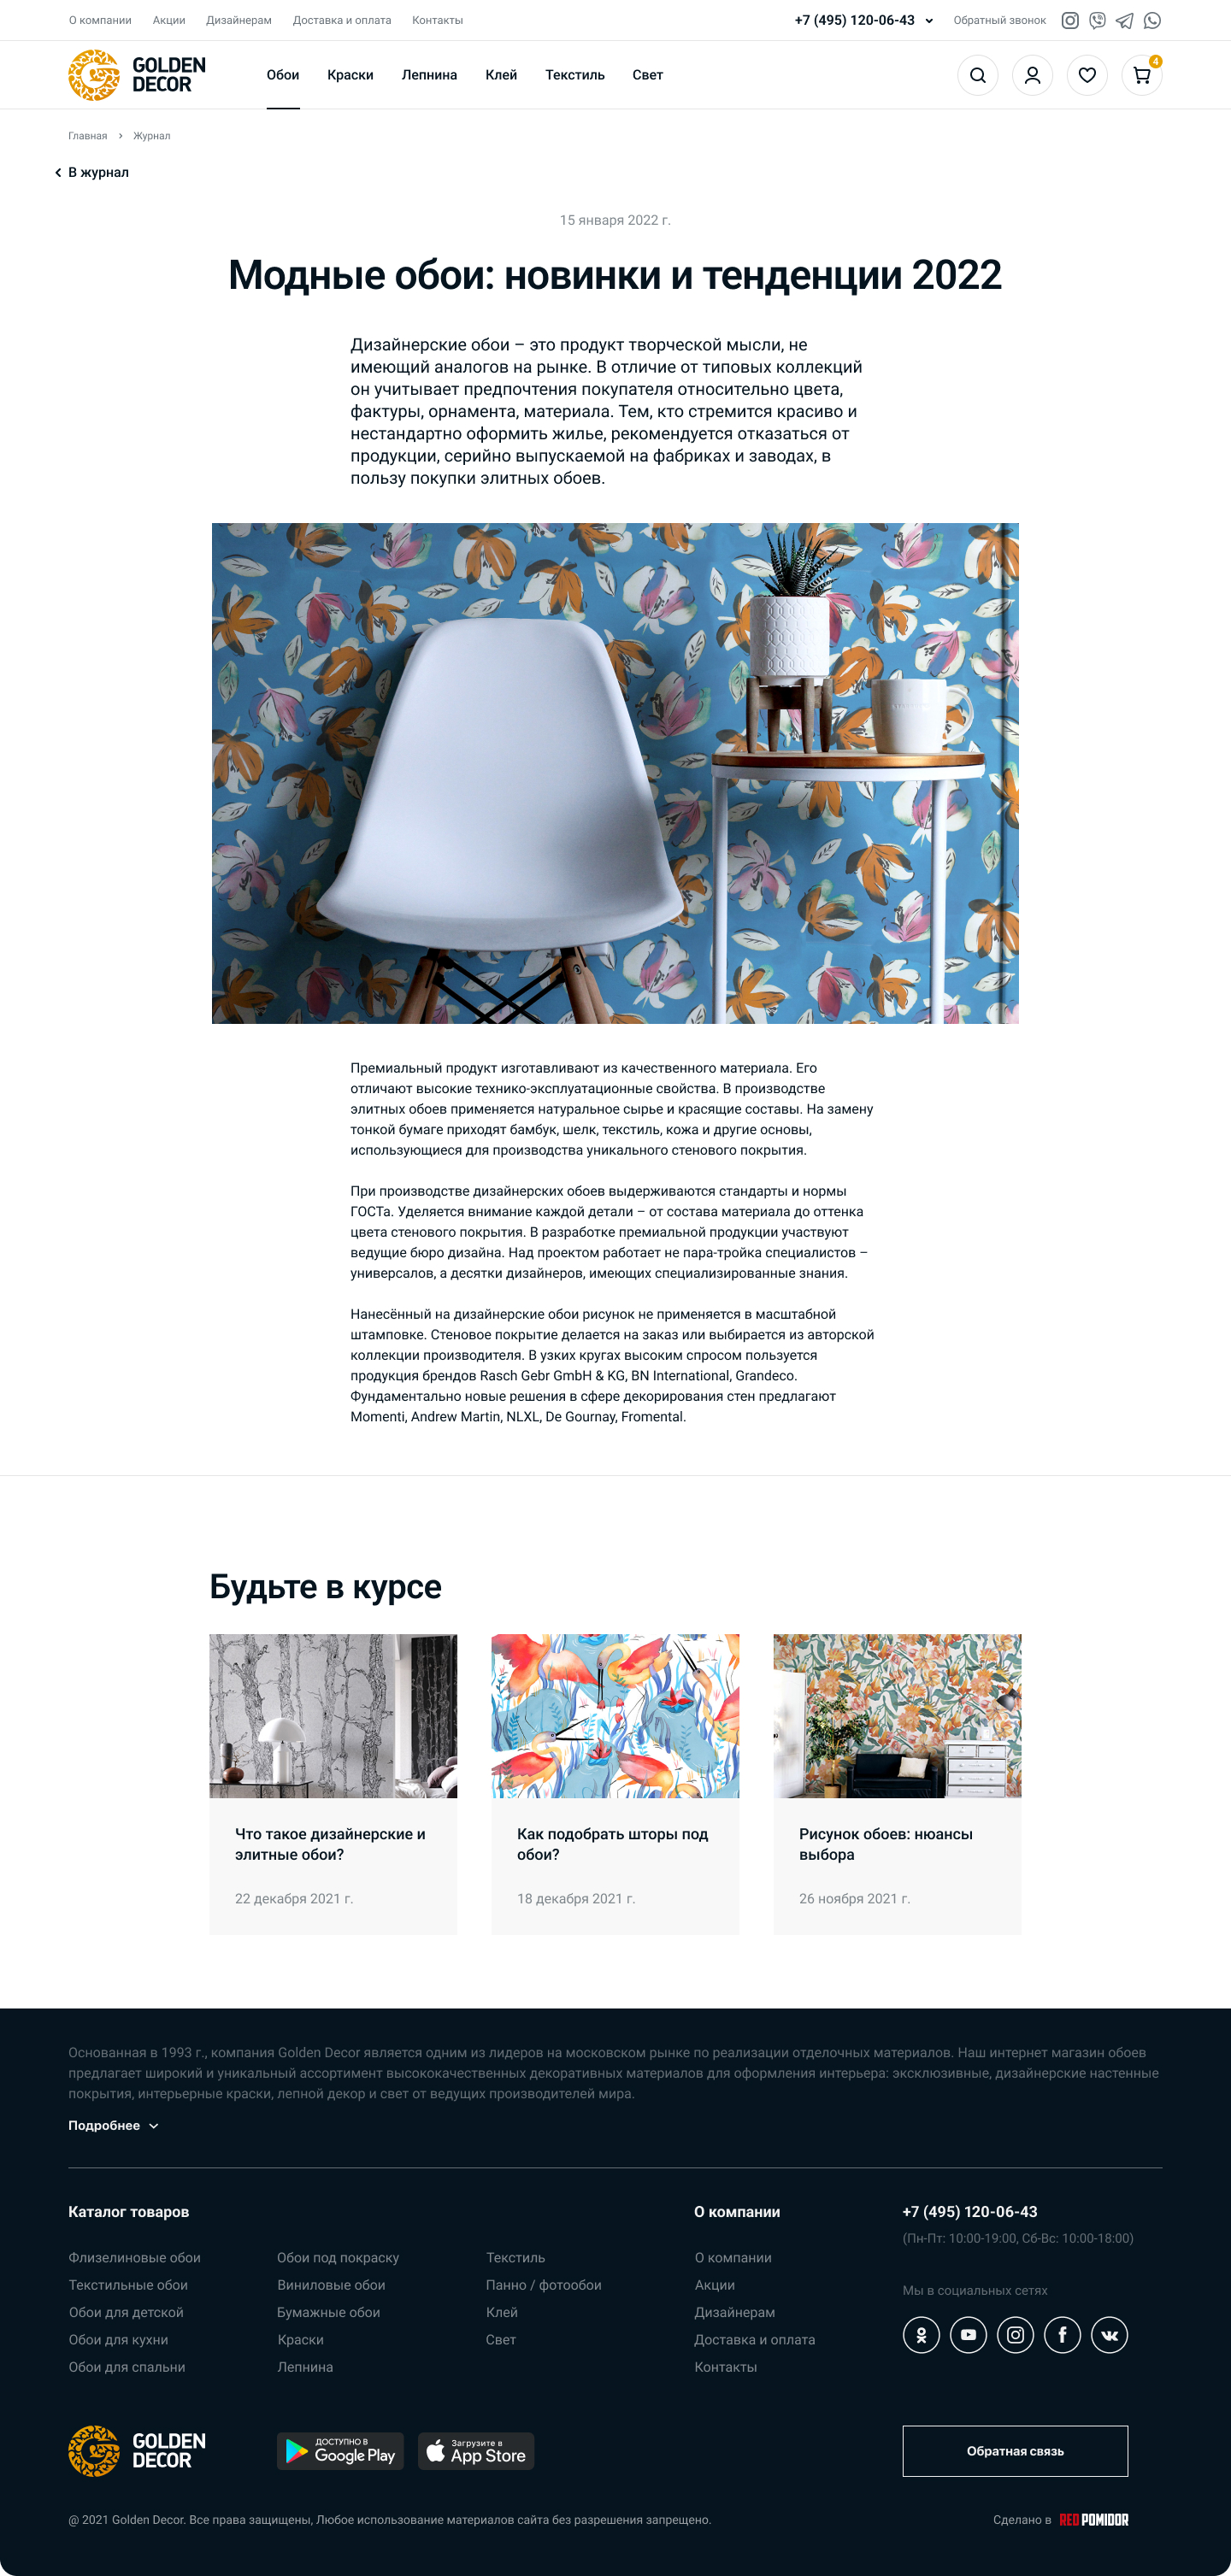 О компании Акции Дизайнерам Доставка и оплата Контакты +7 (495) 120-06-43 Обратный звонок
GOLDEN DECOR
Обои Краски Лепнина Клей Текстиль Свет 4
Главная Журнал
В журнал
15 января 2022 г.
Модные обои: новинки и тенденции 2022
Дизайнерские обои – это продукт творческой мысли, не
имеющий аналогов на рынке. В отличие от типовых коллекций
он учитывает предпочтения покупателя относительно цвета,
фактуры, орнамента, материала. Тем, кто стремится красиво и
нестандартно оформить жилье, рекомендуется отказаться от
продукции, серийно выпускаемой на фабриках и заводах, в
пользу покупки элитных обоев.
Премиальный продукт изготавливают из качественного материала. Его
отличают высокие технико-эксплуатационные свойства. В производстве
элитных обоев применяется натуральное сырье и красящие составы. На замену
тонкой бумаге приходят бамбук, шелк, текстиль, кожа и другие основы,
использующиеся для производства уникального стенового покрытия.
При производстве дизайнерских обоев выдерживаются стандарты и нормы
ГОСТа. Уделяется внимание каждой детали – от состава материала до оттенка
цвета стенового покрытия. В разработке премиальной продукции участвуют
ведущие бюро дизайна. Над проектом работает не пара-тройка специалистов –
универсалов, а десятки дизайнеров, имеющих специализированные знания.
Нанесённый на дизайнерские обои рисунок не применяется в масштабной
штамповке. Стеновое покрытие делается на заказ или выбирается из авторской
коллекции производителя. В узких кругах высоким спросом пользуется
продукция брендов Rasch Gebr GmbH & KG, BN International, Grandeco.
Фундаментально новые решения в сфере декорирования стен предлагают
Momenti, Andrew Martin, NLXL, De Gournay, Fromental.
Будьте в курсе
Что такое дизайнерские и
элитные обои?
22 декабря 2021 г.
Как подобрать шторы под
обои?
18 декабря 2021 г.
Рисунок обоев: нюансы
выбора
26 ноября 2021 г.
Основанная в 1993 г., компания Golden Decor является одним из лидеров на московском рынке по реализации отделочных материалов. Наш интернет магазин обоев
предлагает широкий и уникальный ассортимент высококачественных декоративных материалов для оформления интерьера: эксклюзивные, дизайнерские настенные
покрытия, интерьерные краски, лепной декор и свет от ведущих производителей мира.
Подробнее
Каталог товаров
Флизелиновые обои
Текстильные обои
Обои для детской
Обои для кухни
Обои для спальни
Обои под покраску
Виниловые обои
Бумажные обои
Краски
Лепнина
Текстиль
Панно / фотообои
Клей
Свет
О компании
О компании
Акции
Дизайнерам
Доставка и оплата
Контакты
+7 (495) 120-06-43
(Пн-Пт: 10:00-19:00, Сб-Вс: 10:00-18:00)
Мы в социальных сетях
GOLDEN
DECOR
ДОСТУПНО В
Google Play
Загрузите в
App Store
Обратная связь
@ 2021 Golden Decor. Все права защищены, Любое использование материалов сайта без разрешения запрещено.
Сделано в REDPOMIDOR